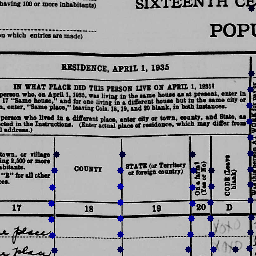 having 100 or more inhabitants)
SIXTEENTH CE
on which entries are made)
POPU
RESIDENCE, APRIL 1, 1935
IN WHAT PLACE DID THIS PERSON LIVE ON APRIL 1, 1935?
person who, on April 1, 1935, was living in the same house as at present, enter in
17 "Same house," and for one living in a different house but in the same city or
, enter, "Same place," leaving Cols. 18, 19, and 20 blank, in both instances.
person who lived in a different place, enter city or town, county, and State, as
ected in the Instructions. (Enter actual place of residence, which may differ from
l address.)
town, or village
ing 2,500 or more
abitants.
"R" for all other
ces.
COUNTY
STATE (or Territory
or foreign country)
On a farm?
(Yes or No)
CODE (Leave
blank)
17 18 19 20 D
place
place